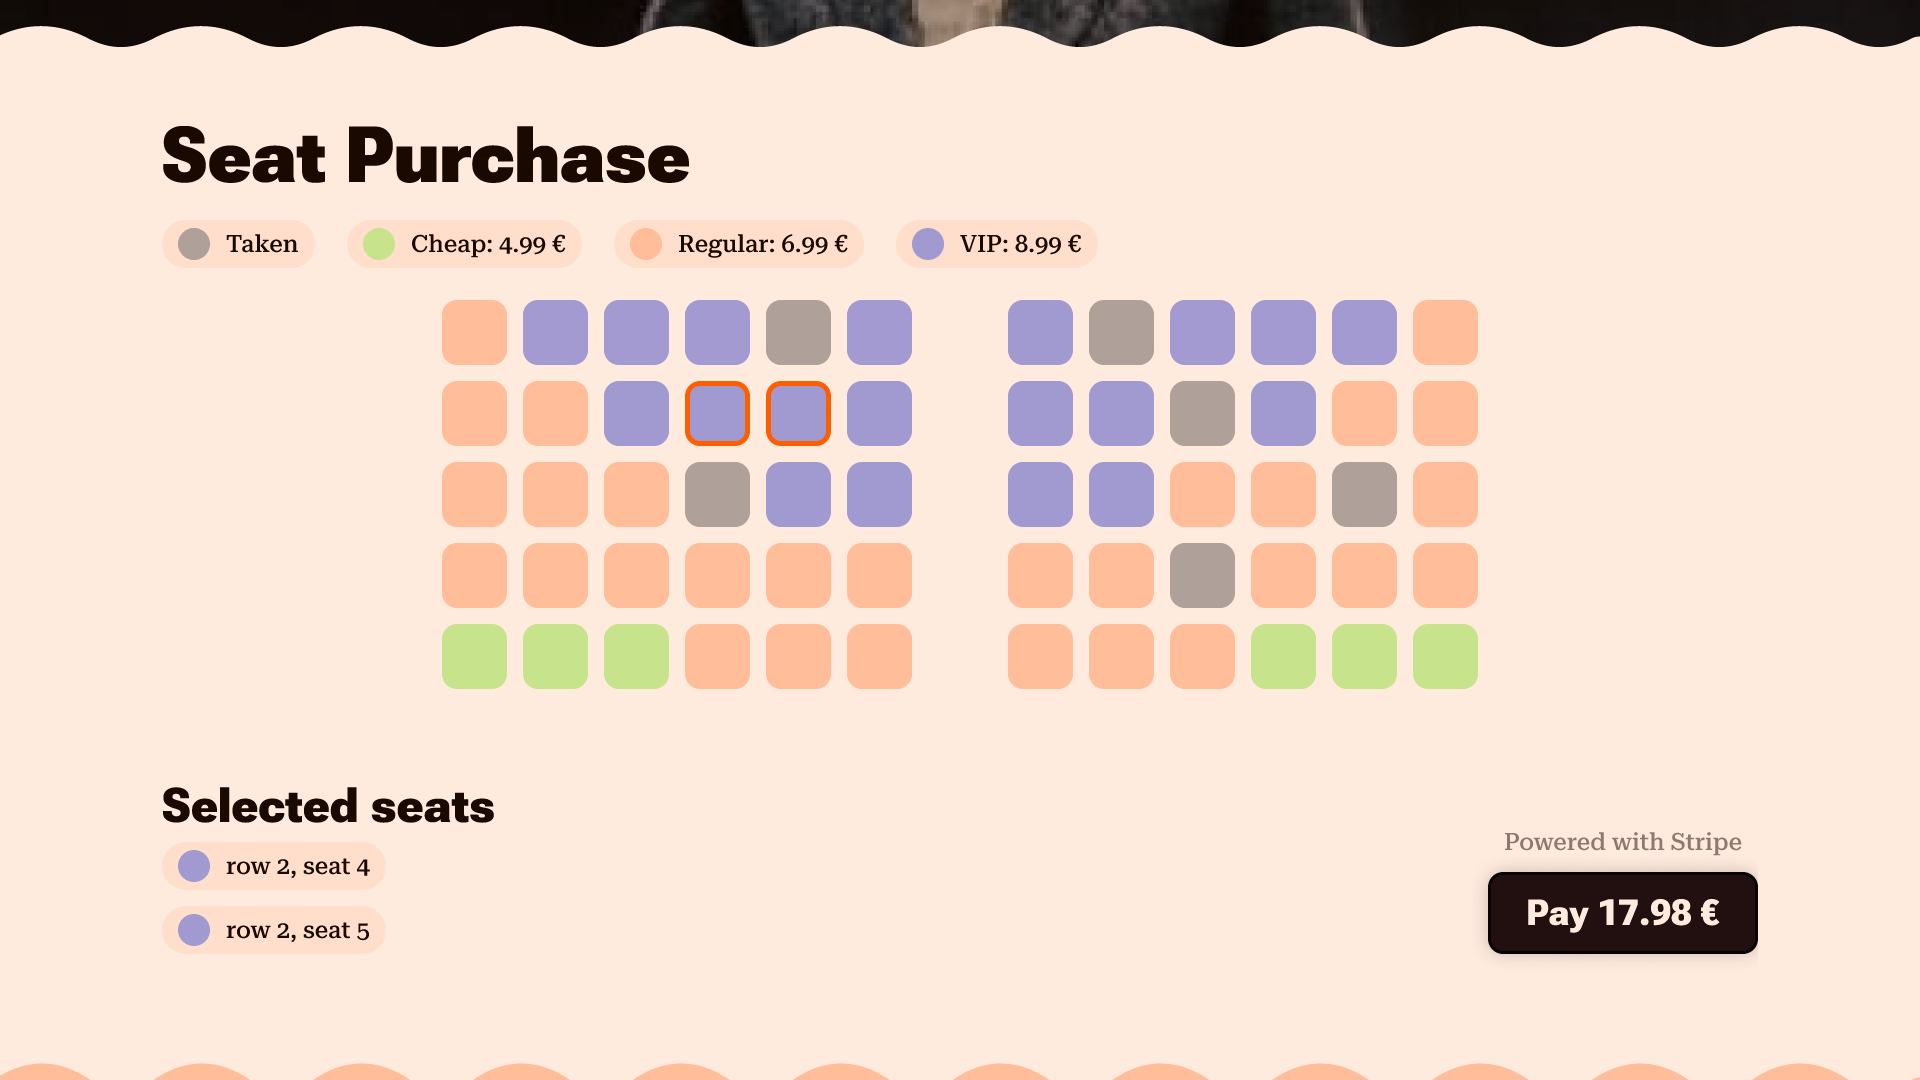 Seat Purchase
Taken
Cheap: 4.99 €
Regular: 6.99 €
VIP: 8.99 €
Selected seats
row 2, seat 4
row 2, seat 5
Powered with Stripe
Pay 17.98 €